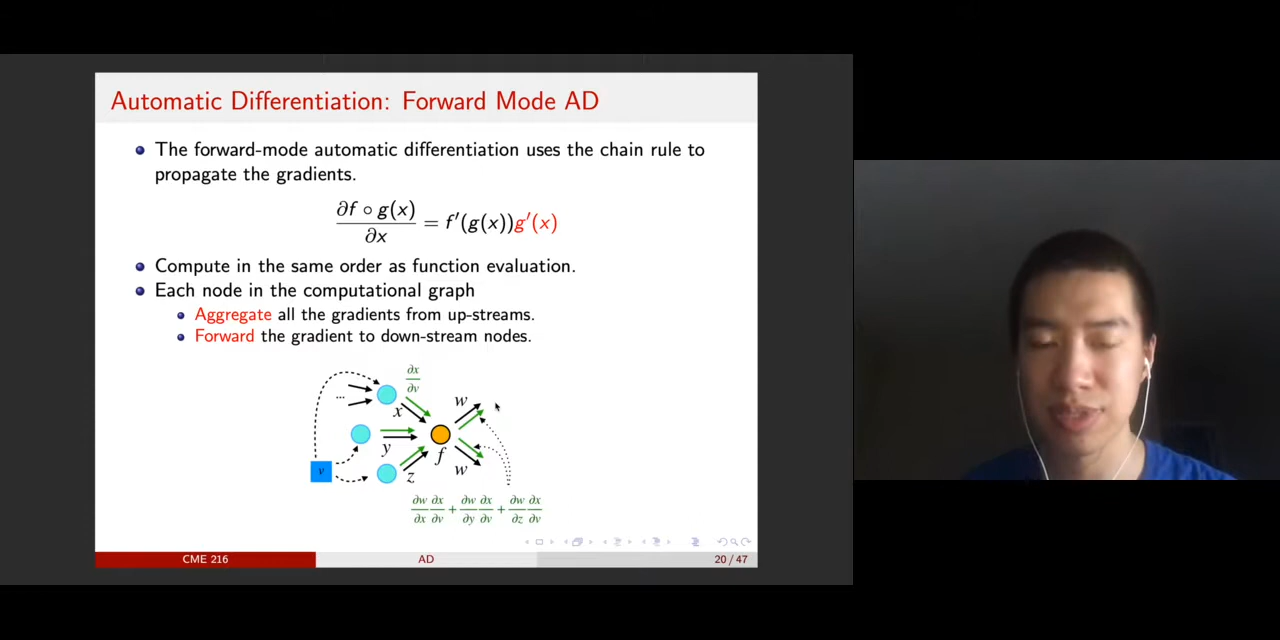 Automatic Differentiation: Forward Mode AD
The forward-mode automatic differentiation uses the chain rule to
propagate the gradients.
∂f ∘ g(x)/∂x = f′(g(x))g′(x)
Compute in the same order as function evaluation.
Each node in the computational graph
Aggregate all the gradients from up-streams.
Forward the gradient to down-stream nodes.
∂x/∂v
...
x
w
y
f
v
z
w
∂w/∂x ∂x/∂v + ∂w/∂y ∂x/∂v + ∂w/∂z ∂x/∂v
CME 216
AD
20 / 47